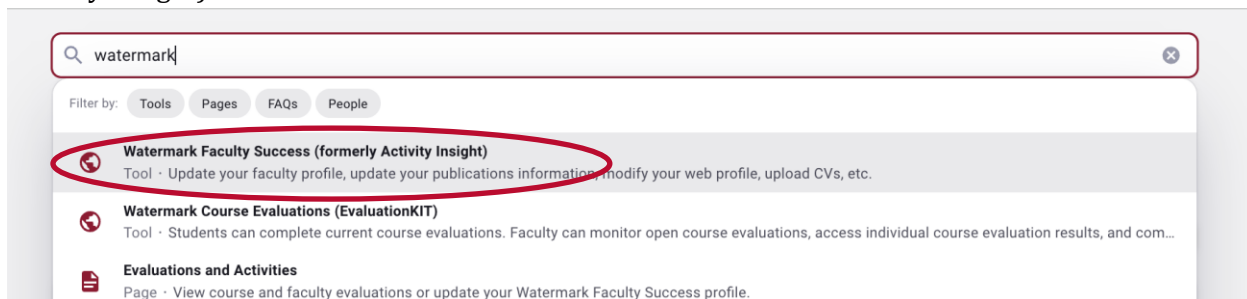 watermark
Filter by: Tools Pages FAQs People
Watermark Faculty Success (formerly Activity Insight)
Tool · Update your faculty profile, update your publications information, modify your web profile, upload CVs, etc.
Watermark Course Evaluations (EvaluationKIT)
Tool · Students can complete current course evaluations. Faculty can monitor open course evaluations, access individual course evaluation results, and com...
Evaluations and Activities
Page · View course and faculty evaluations or update your Watermark Faculty Success profile.